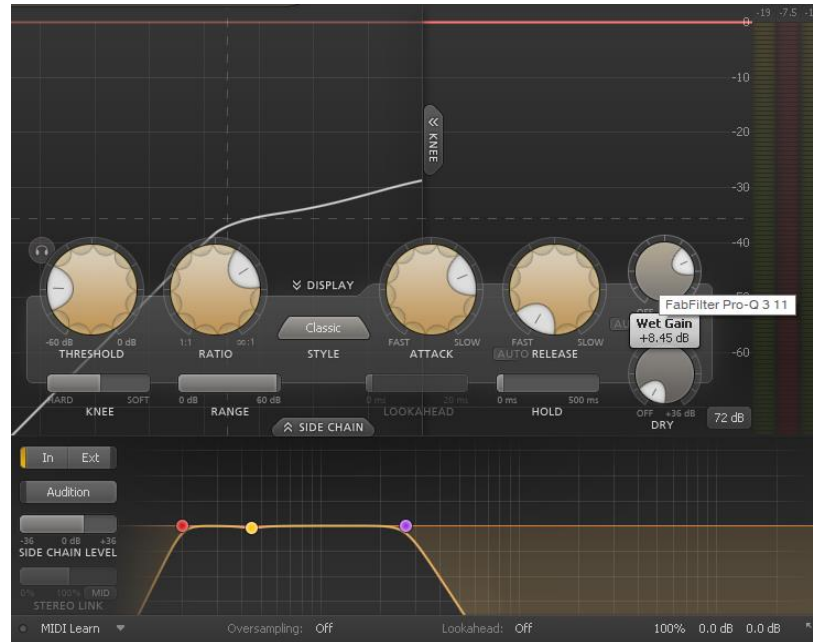 -19 -7.5
0
-10
-20
KNEE
-30
-40
DISPLAY
OFF
FabFilter Pro-Q 3 11
-60 dB 0 dB
1:1 ∞:1
Classic
FAST SLOW
FAST SLOW
Wet Gain
+8.45 dB
THRESHOLD
RATIO
STYLE
ATTACK
AUTO RELEASE
-60
HARD SOFT
0 dB 60 dB
0 ms 20 ms
0 ms 500 ms
KNEE
RANGE
LOOKAHEAD
HOLD
OFF +36 dB
DRY
72 dB
SIDE CHAIN
In Ext
Audition
-36 0 dB +36
SIDE CHAIN LEVEL
0% 100% MID
STEREO LINK
MIDI Learn
Oversampling: Off
Lookahead: Off
100% 0.0 dB 0.0 dB